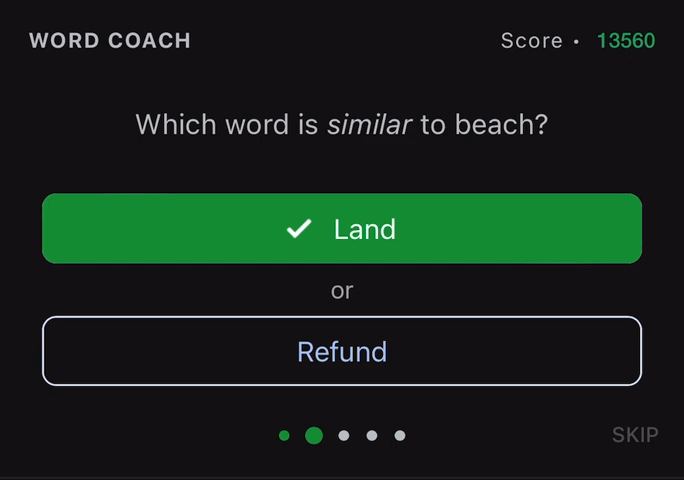 WORD COACH
Score • 13560
Which word is similar to beach?
Land
or
Refund
SKIP